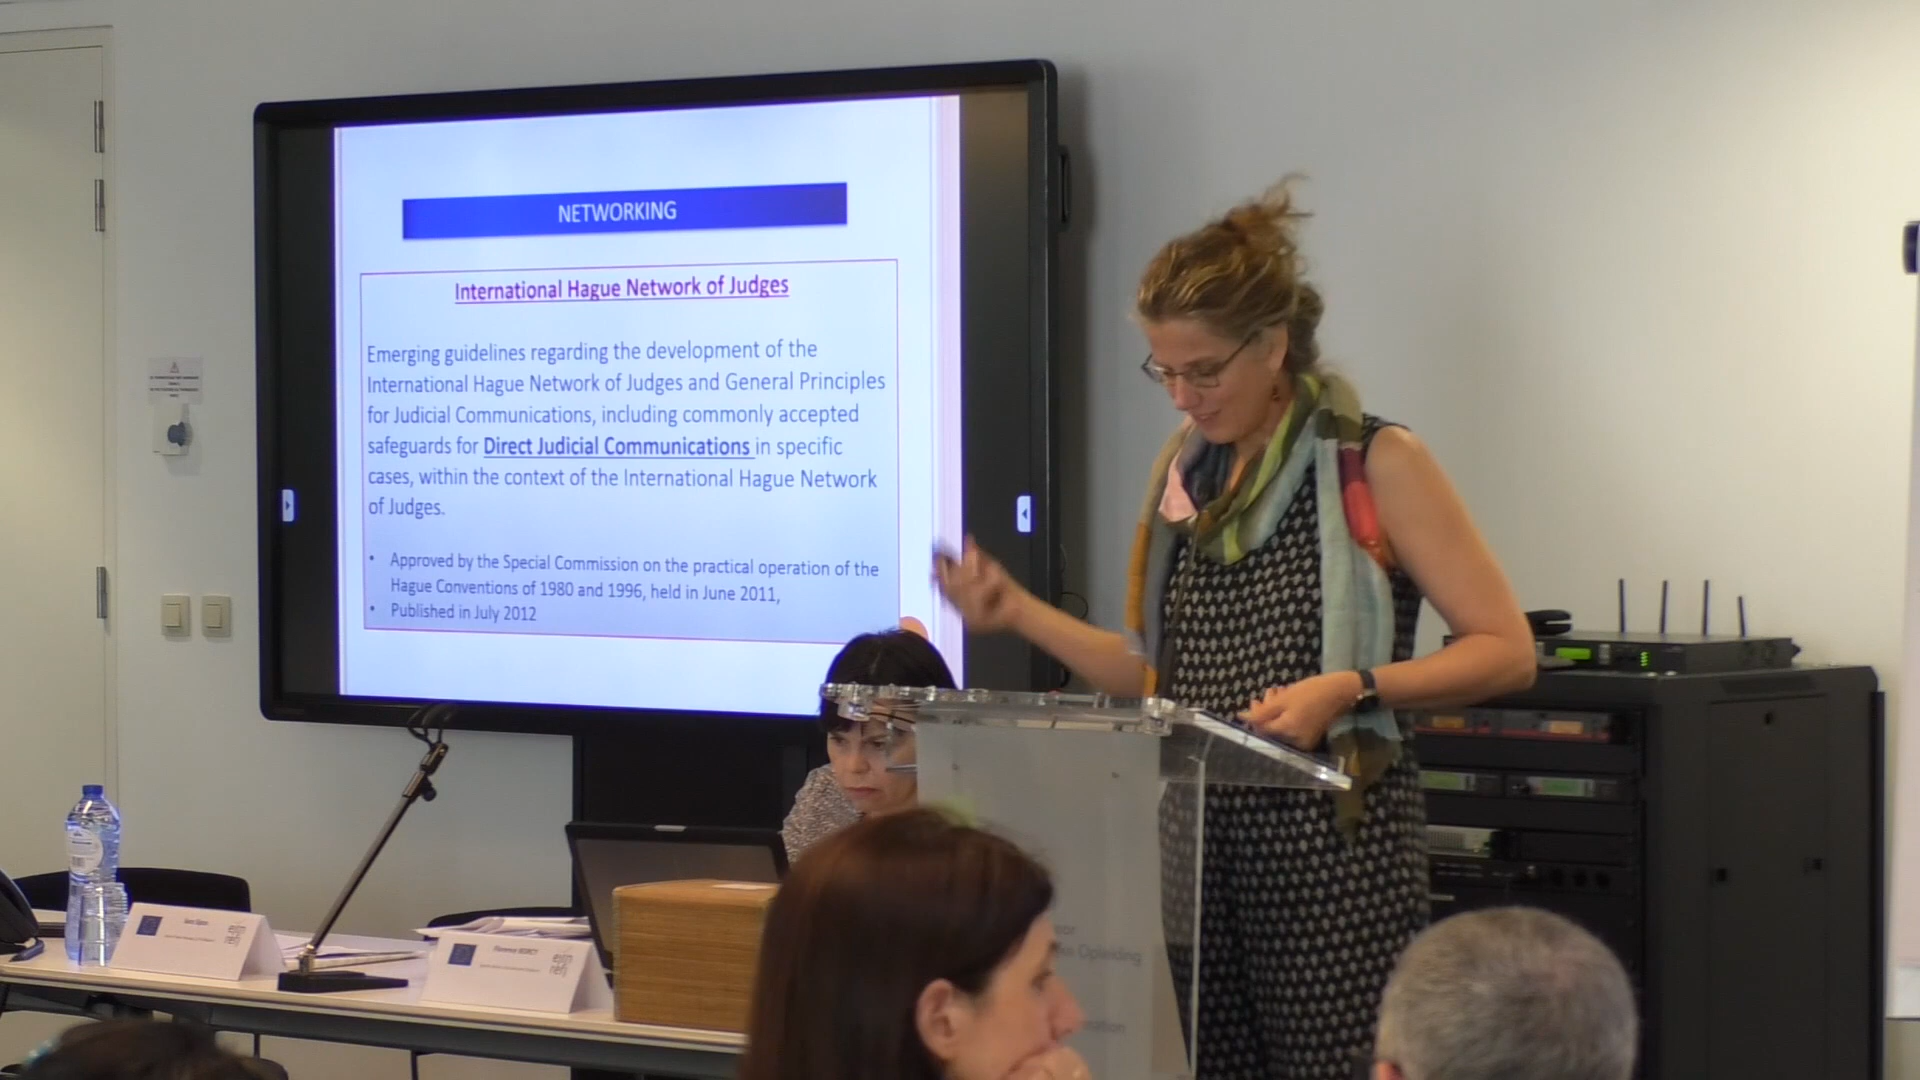 NETWORKING
International Hague Network of Judges
Emerging guidelines regarding the development of the
International Hague Network of Judges and General Principles
for Judicial Communications, including commonly accepted
safeguards for Direct Judicial Communications in specific
cases, within the context of the International Hague Network
of Judges.
• Approved by the Special Commission on the practical operation of the
Hague Conventions of 1980 and 1996, held in June 2011,
• Published in July 2012
Opleiding